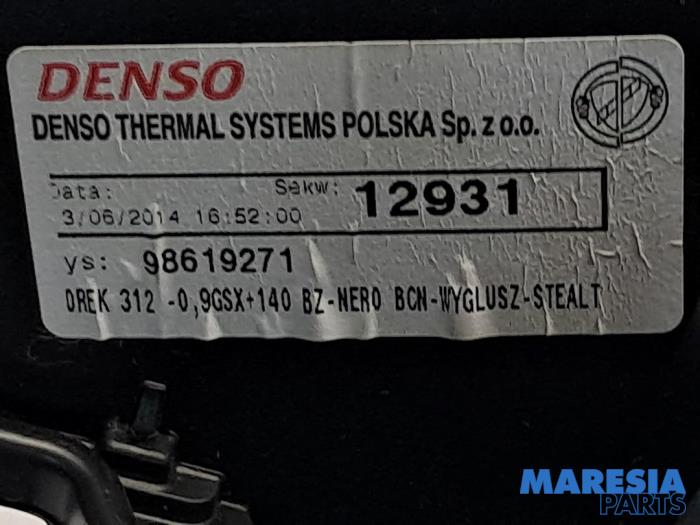 DENSO
DENSO THERMAL SYSTEMS POLSKA Sp. z o.o.
Data: Sekw: 12931
3/06/2014 16:52:00
ys: 98619271
OREK 312 -0,9GSX+140 BZ-NERO BCN-WYGLUSZ-STEALT
MARESIA
PARTS